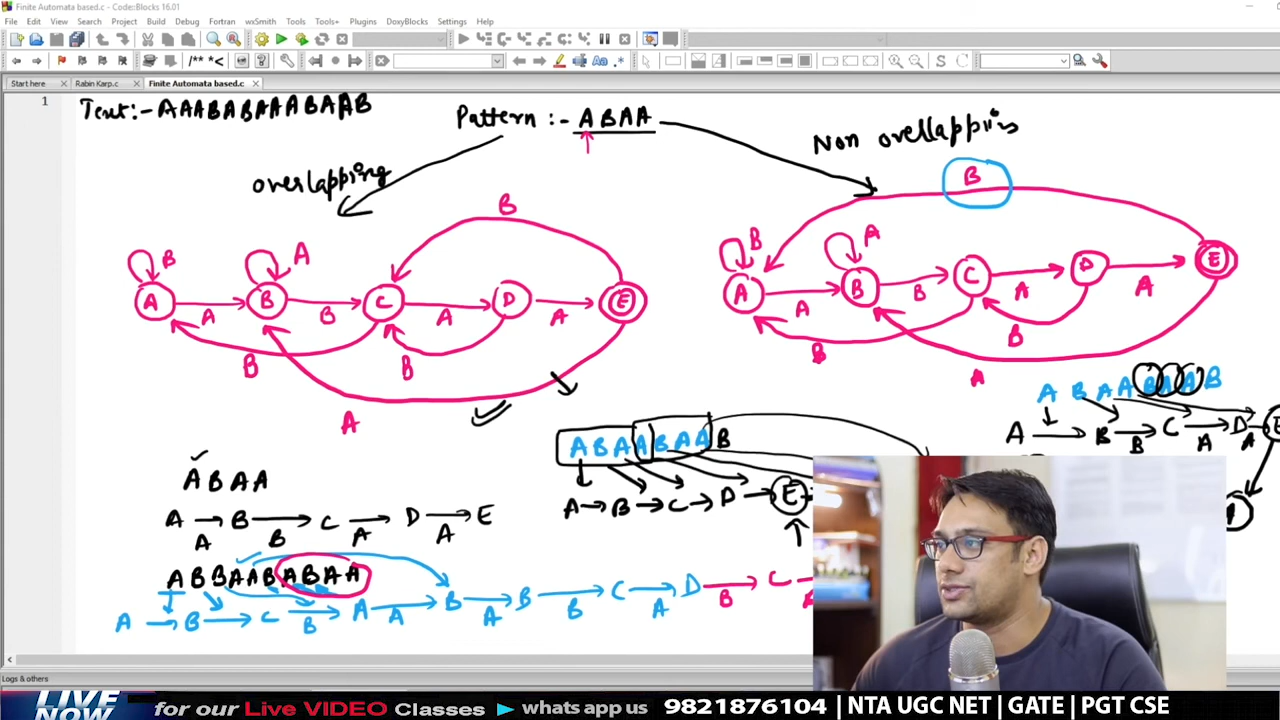 Finite Automata based.c - Code::Blocks 16.01
File Edit View Search Project Build Debug Fortran wxSmith Tools Tools+ Plugins DoxyBlocks Settings Help
Start here Rabin Karp.c Finite Automata based.c
1
Text:- AAABABAAABAAB
Pattern :- ABAA
overlapping
Non overlapping
B
B
B A
B A
A B C D E
A B C D E
A B A A
A B A A
B B
B B
A
A
A B A A B A A B
A B A A B A A B
A B C D E
B A A
A B C D E
A B A A
A B C D E
A B A A
A B B A A B A B A A
A B C A B B C D C
B A A B A B
Logs & others
LIVE NOW for our Live VIDEO Classes whats app us 9821876104 | NTA UGC NET | GATE | PGT CSE